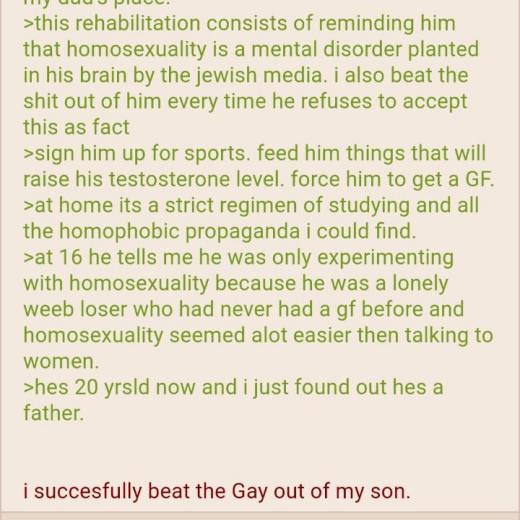 my dad's place.
>this rehabilitation consists of reminding him
that homosexuality is a mental disorder planted
in his brain by the jewish media. i also beat the
shit out of him every time he refuses to accept
this as fact
>sign him up for sports. feed him things that will
raise his testosterone level. force him to get a GF.
>at home its a strict regimen of studying and all
the homophobic propaganda i could find.
>at 16 he tells me he was only experimenting
with homosexuality because he was a lonely
weeb loser who had never had a gf before and
homosexuality seemed alot easier then talking to
women.
>hes 20 yrsld now and i just found out hes a
father.
i succesfully beat the Gay out of my son.